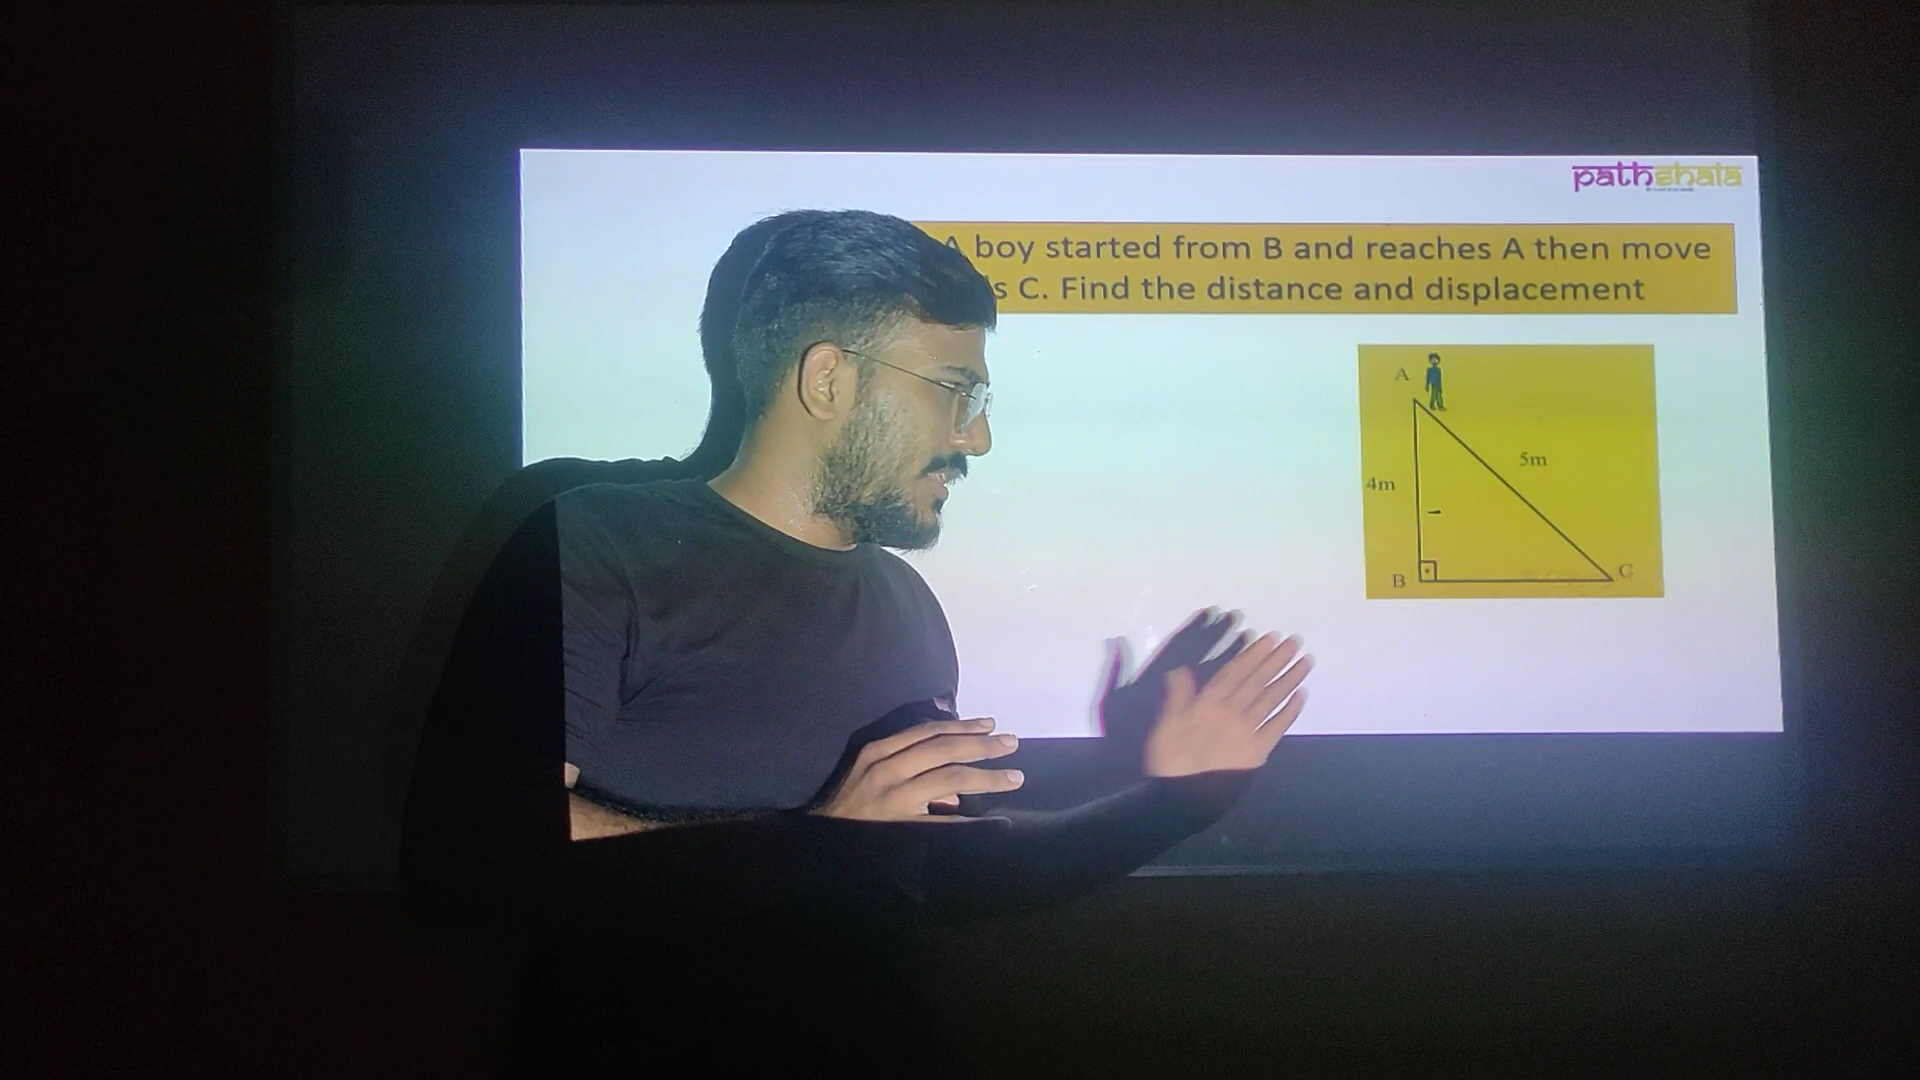 pathshala
A boy started from B and reaches A then move
s C. Find the distance and displacement
A
5m
4m
B
C